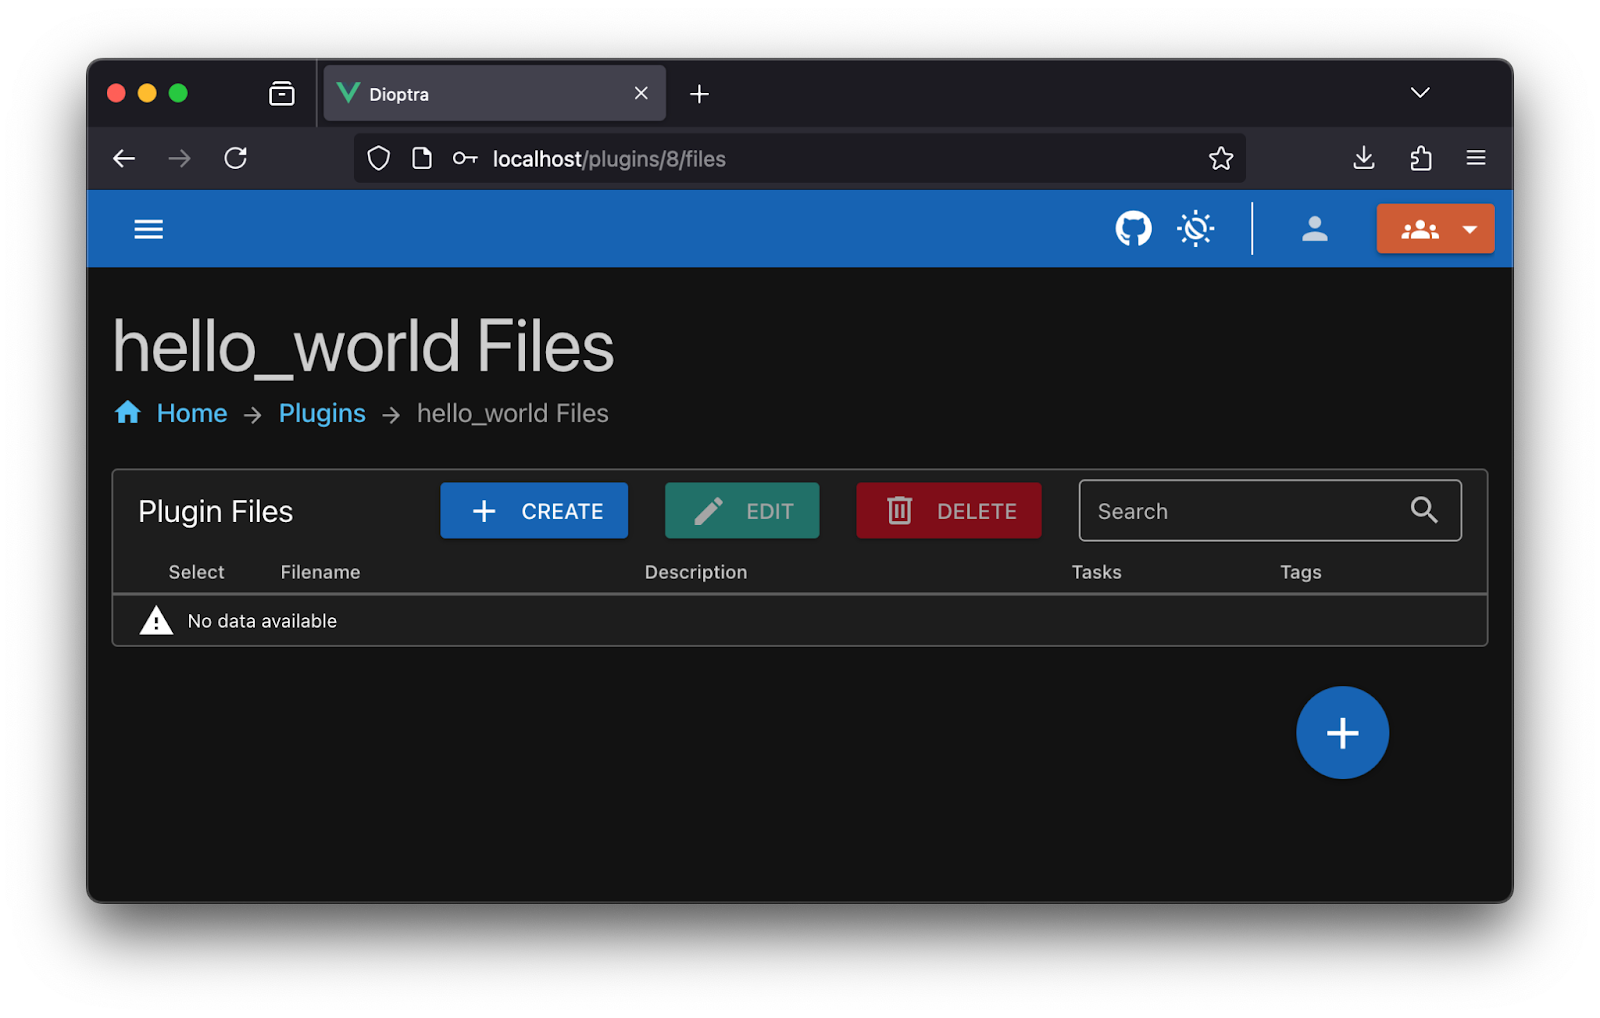 Dioptra
localhost/plugins/8/files
hello_world Files
Home → Plugins → hello_world Files
Plugin Files
CREATE
EDIT
DELETE
Search
Select Filename Description Tasks Tags
No data available